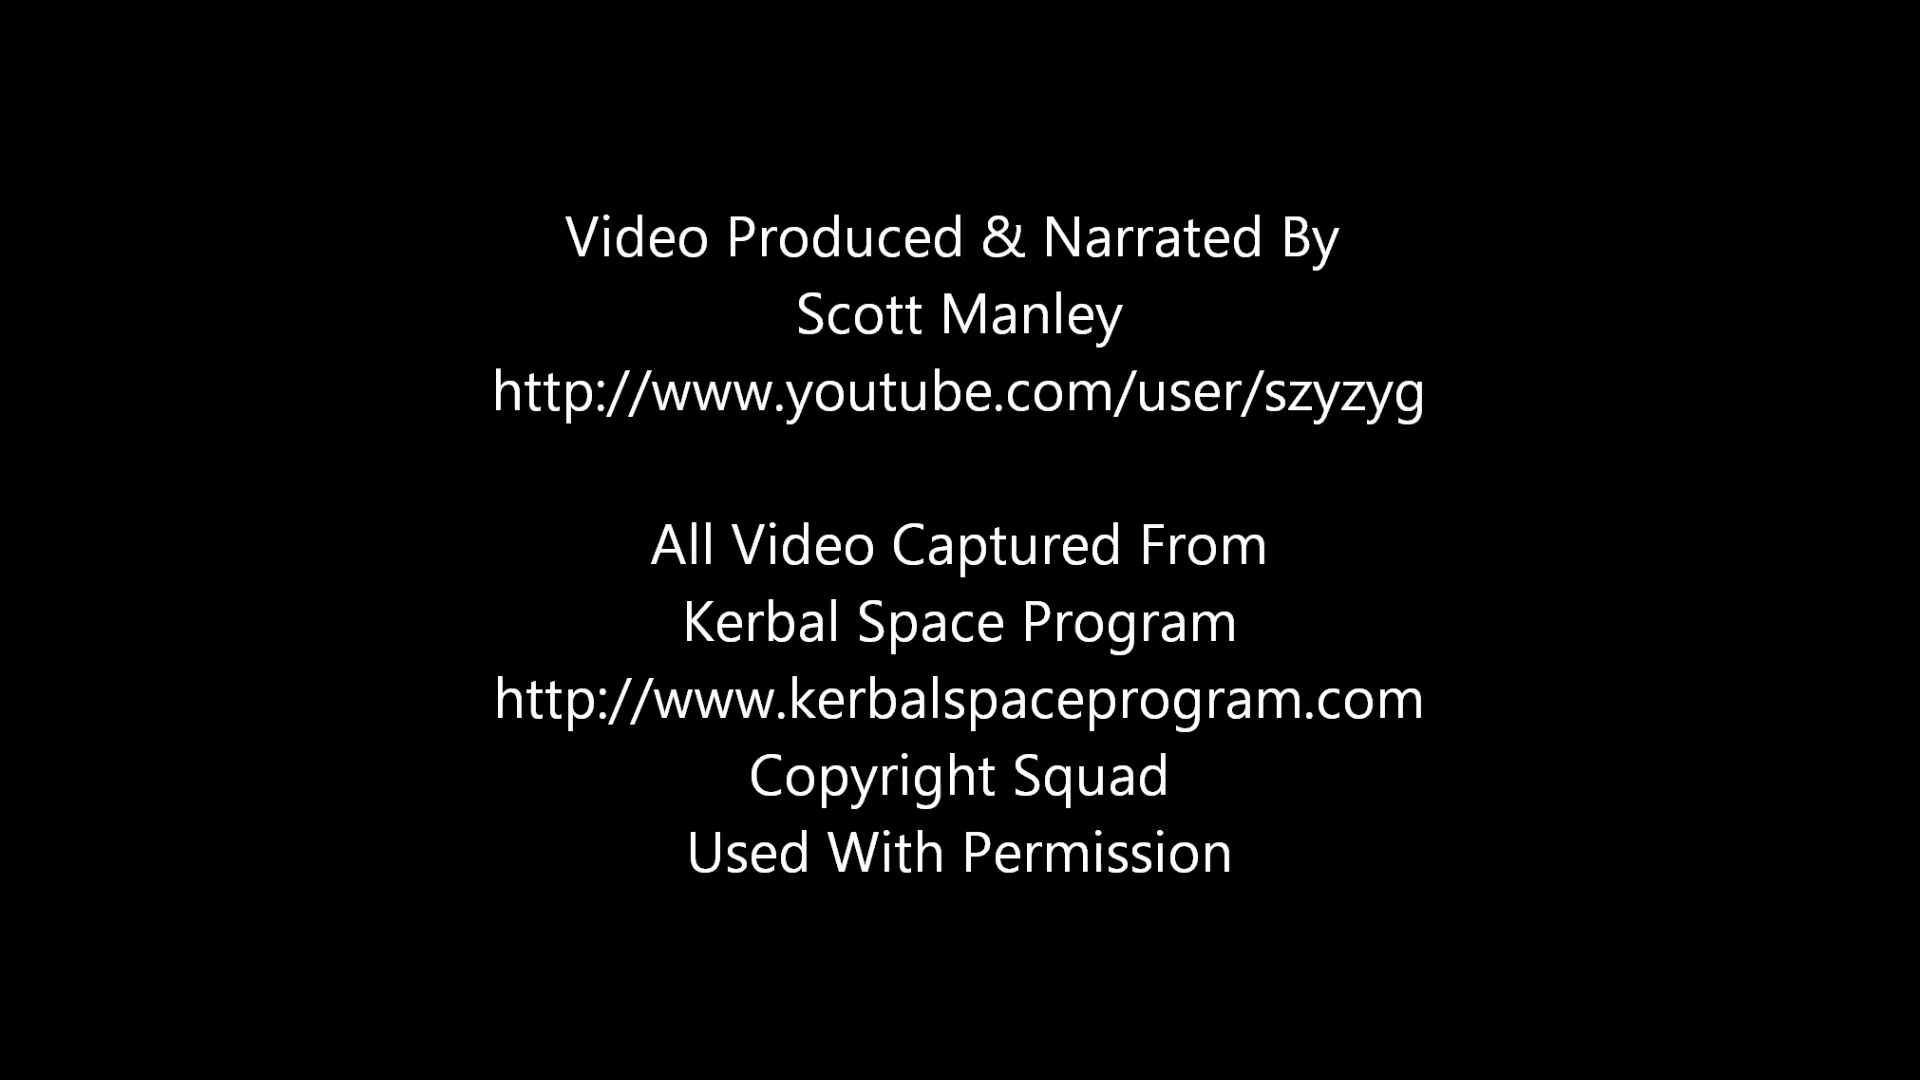 Video Produced & Narrated By
Scott Manley
http://www.youtube.com/user/szyzyg
All Video Captured From
Kerbal Space Program
http://www.kerbalspaceprogram.com
Copyright Squad
Used With Permission